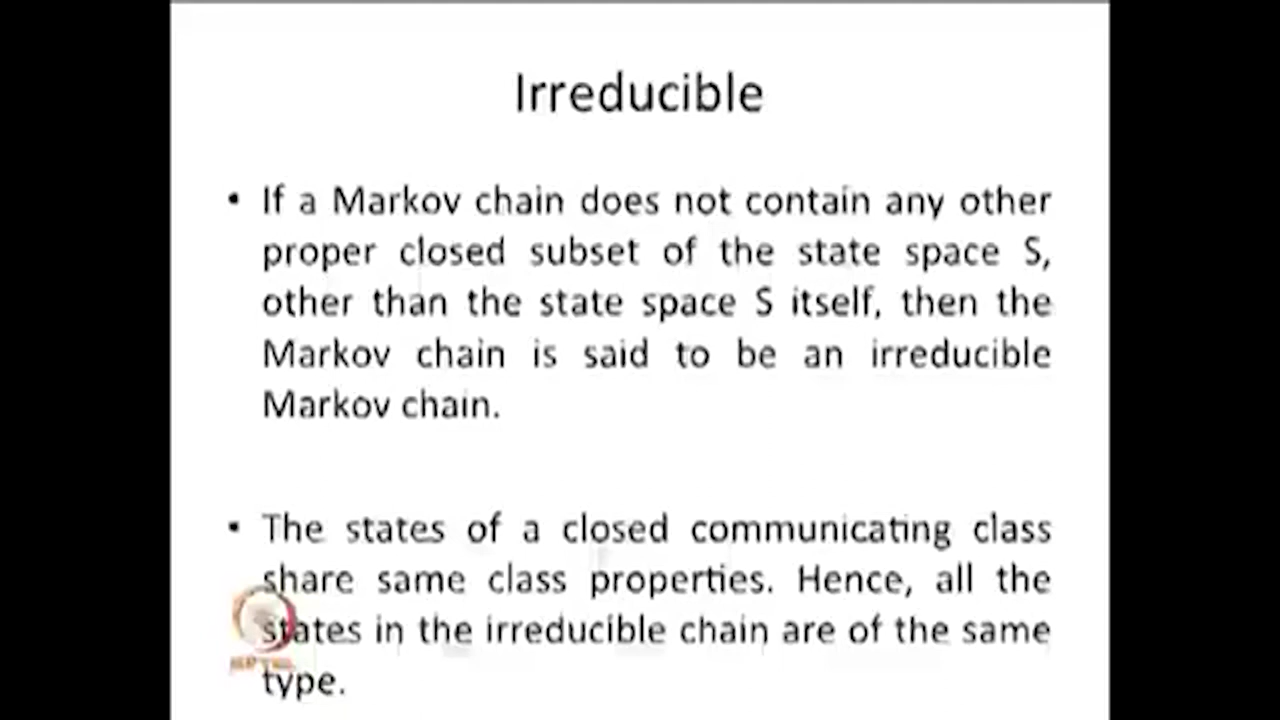 Irreducible
• If a Markov chain does not contain any other
proper closed subset of the state space S,
other than the state space S itself, then the
Markov chain is said to be an irreducible
Markov chain.
• The states of a closed communicating class
share same class properties. Hence, all the
states in the irreducible chain are of the same
type.